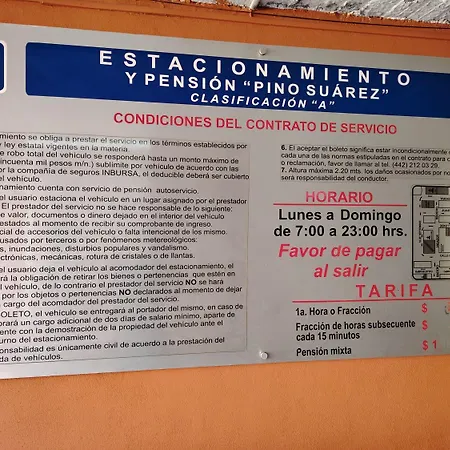 ESTACIONAMIENTO
Y PENSIÓN "PINO SUÁREZ"
CLASIFICACIÓN "A"
CONDICIONES DEL CONTRATO DE SERVICIO
miento se obliga a prestar el servicio en los términos establecidos por
y ley estatal vigentes en la materia.
e robo total del vehículo se responderá hasta un monto máximo de
incuenta mil pesos m/n.) sublimite por vehículo de acuerdo con las
r la compañia de seguros INBURSA, el deducible deberá ser cubierto
el vehículo.
namiento cuenta con servicio de pensión autoservicio.
el usuario estaciona el vehículo en un lugar asignado por el prestador
El prestador del servicio no se hace responsable de lo siguiente:
e valor, documentos o dinero dejado en el interior del vehículo
prestados al momento de recibir su comprobante de ingreso.
cial de accesorios del vehículo o falta intencional de los mismo.
usados por terceros o por fenómenos meteorológicos:
s, inundaciones, disturbios populares y vandalismo.
ectrónicas, mecánicas, rotura de cristales o de llantas.
el usuario deja el vehículo al acomodador del estacionamiento, el
rá la obligación de retirar los bienes o pertenencias que estén en
l vehículo, de lo contrario el prestador del servicio NO se hará
por los objetos o pertenencias NO declarados al momento de dejar
a cargo del acomodador del prestador del servicio.
OLETO, el vehículo se entregará al portador del mismo, en caso de
brará un cargo adicional de dos días de salario mínimo, aparte de
ente con la demostración de la propiedad del vehículo ante el
urno del estacionamiento.
onsabilidad es únicamente civil de acuerdo a la prestación del
da de vehículos.
6. El aceptar el boleto significa estar incondicionalmente
cada una de las normas estipuladas en el contrato para
o reclamación, favor de llamar al tel. (442) 212.03.29.
7. Altura máxima 2.20 mts. los daños ocasionados por no
será responsabilidad del conductor.
HORARIO
Lunes a Domingo
de 7:00 a 23:00 hrs.
Favor de pagar
al salir
TARIFA
1a. Hora o Fracción $
Fracción de horas subsecuente
cada 15 minutos $
Pensión mixta $ 1